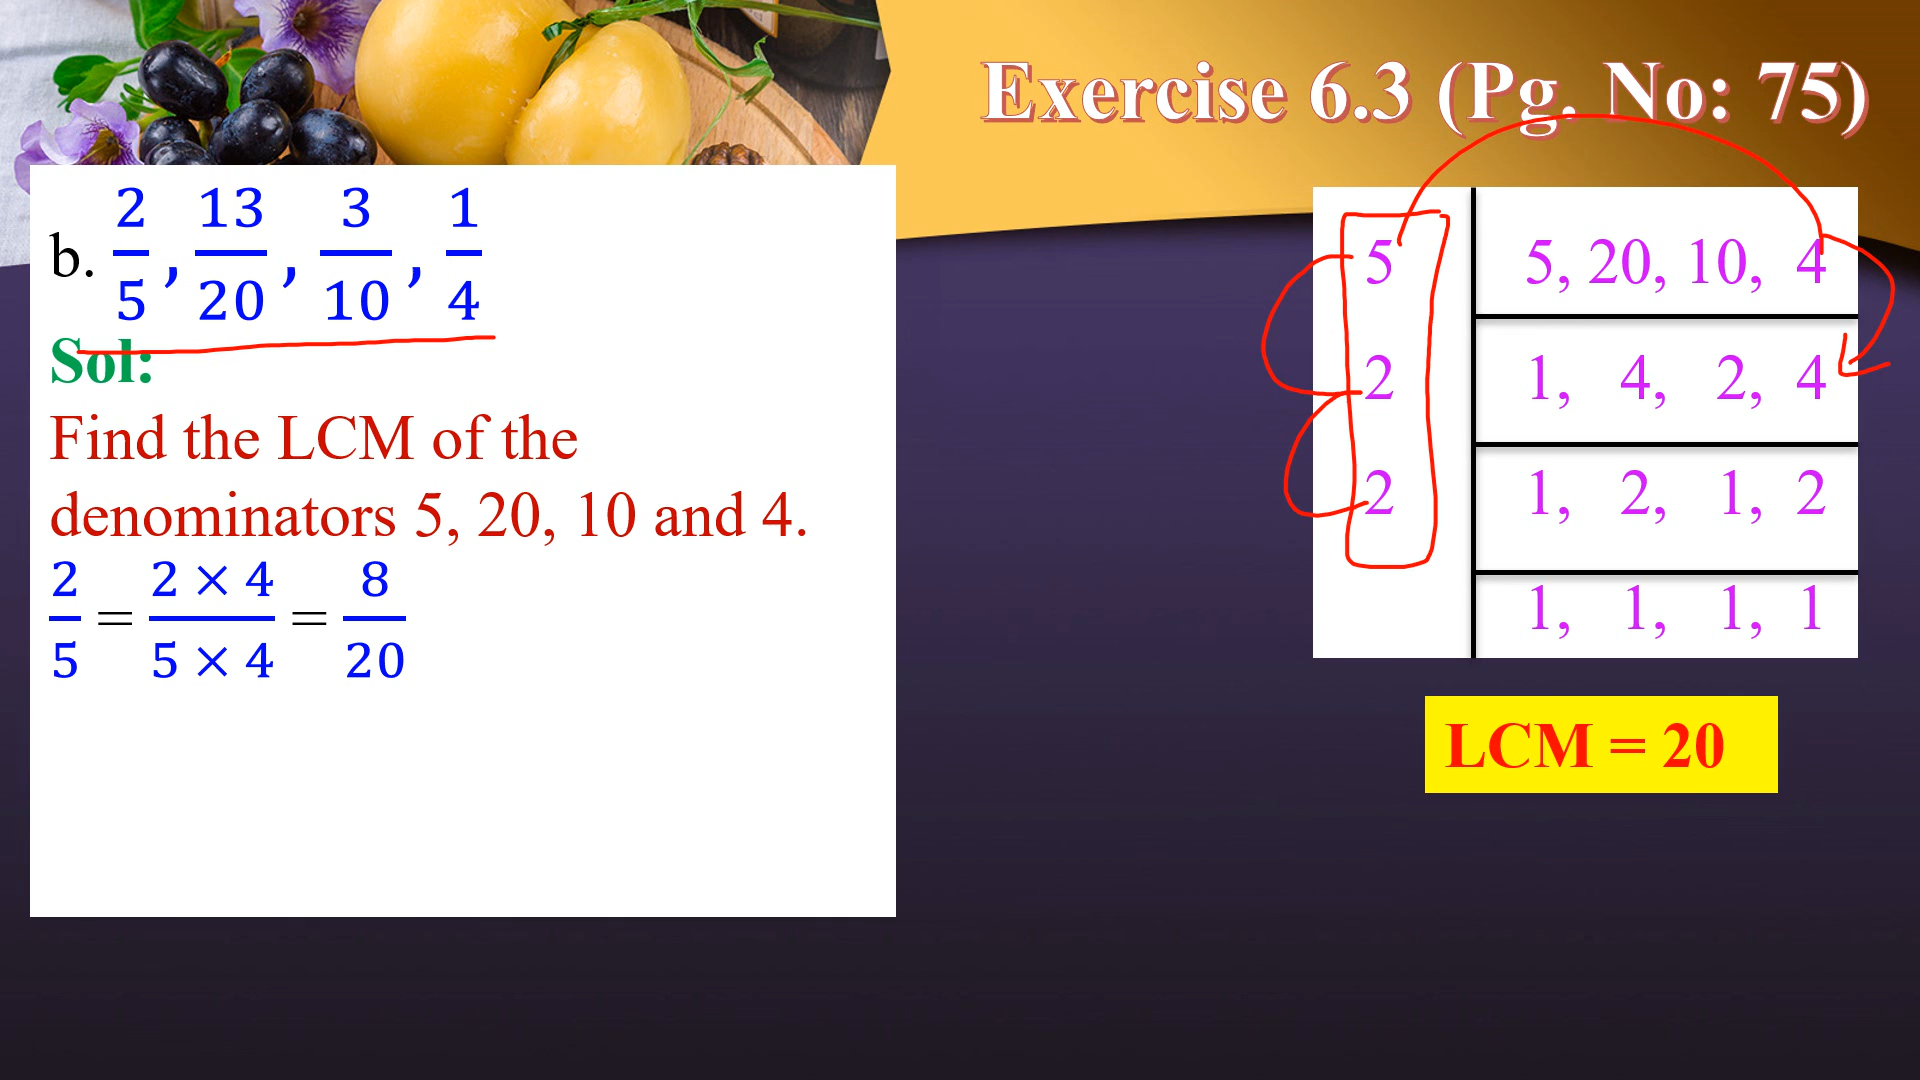 Exercise 6.3 (Pg. No: 75)
b. 2/5, 13/20, 3/10, 1/4
Sol:
Find the LCM of the
denominators 5, 20, 10 and 4.
2/5 = 2 × 4/5 × 4 = 8/20
5 | 5, 20, 10, 4
2 | 1, 4, 2, 4
2 | 1, 2, 1, 2
1, 1, 1, 1
LCM = 20